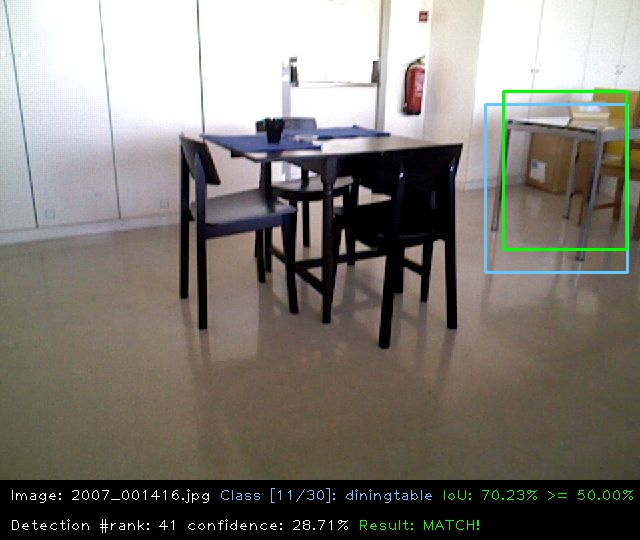 Image: 2007_001416.jpg Class [11/30]: diningtable IoU: 70.23% >= 50.00%
Detection #rank: 41 confidence: 28.71% Result: MATCH!